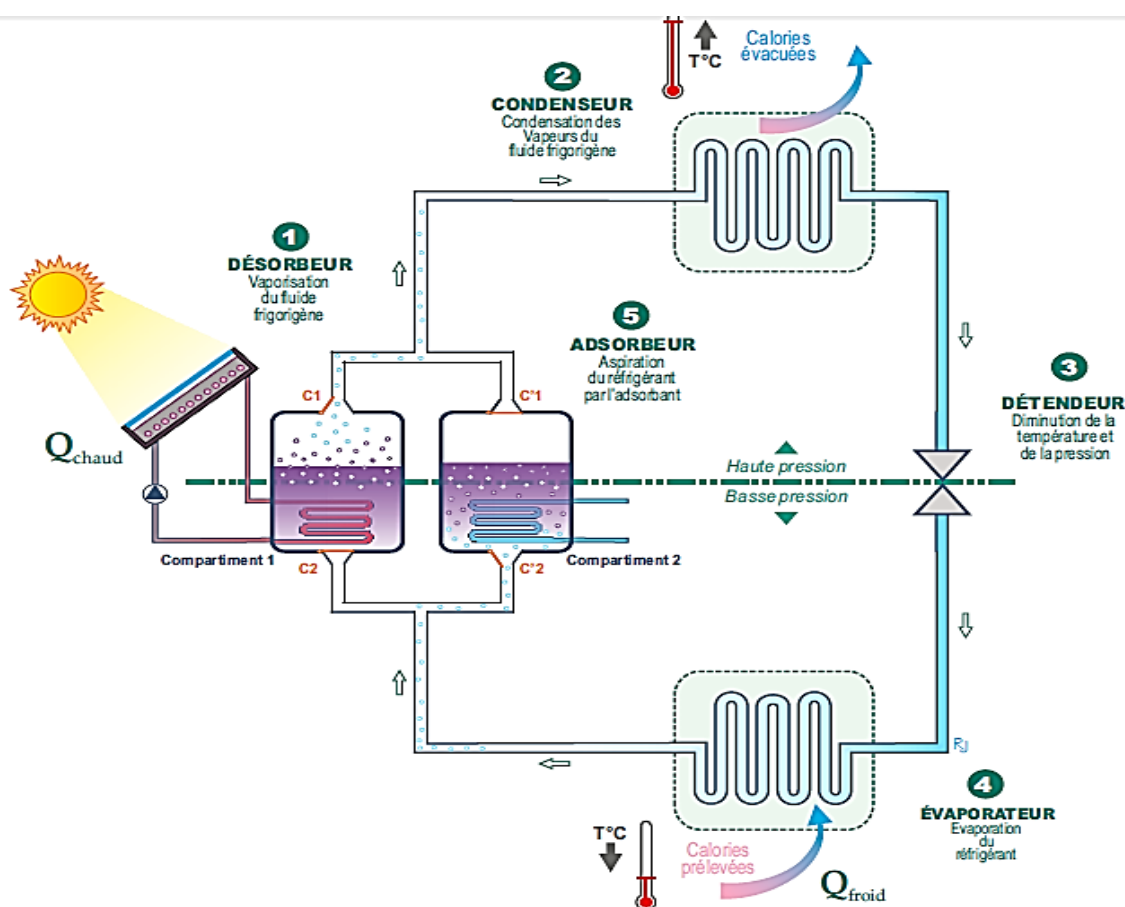 T°C
Calories
évacuées
2
CONDENSEUR
Condensation des
Vapeurs du
fluide frigorigène
1
DÉSORBEUR
Vaporisation
du fluide
frigorigène
5
ADSORBEUR
Aspiration
du réfrigérant
par l'adsorbant
3
DÉTENDEUR
Diminution de la
température et
de la pression
C1
C°1
Qchaud
Haute pression
Basse pression
Compartiment 1
C2
C°2
Compartiment 2
4
ÉVAPORATEUR
Evaporation
du
réfrigérant
T°C
Calories
prélevées
Qfroid